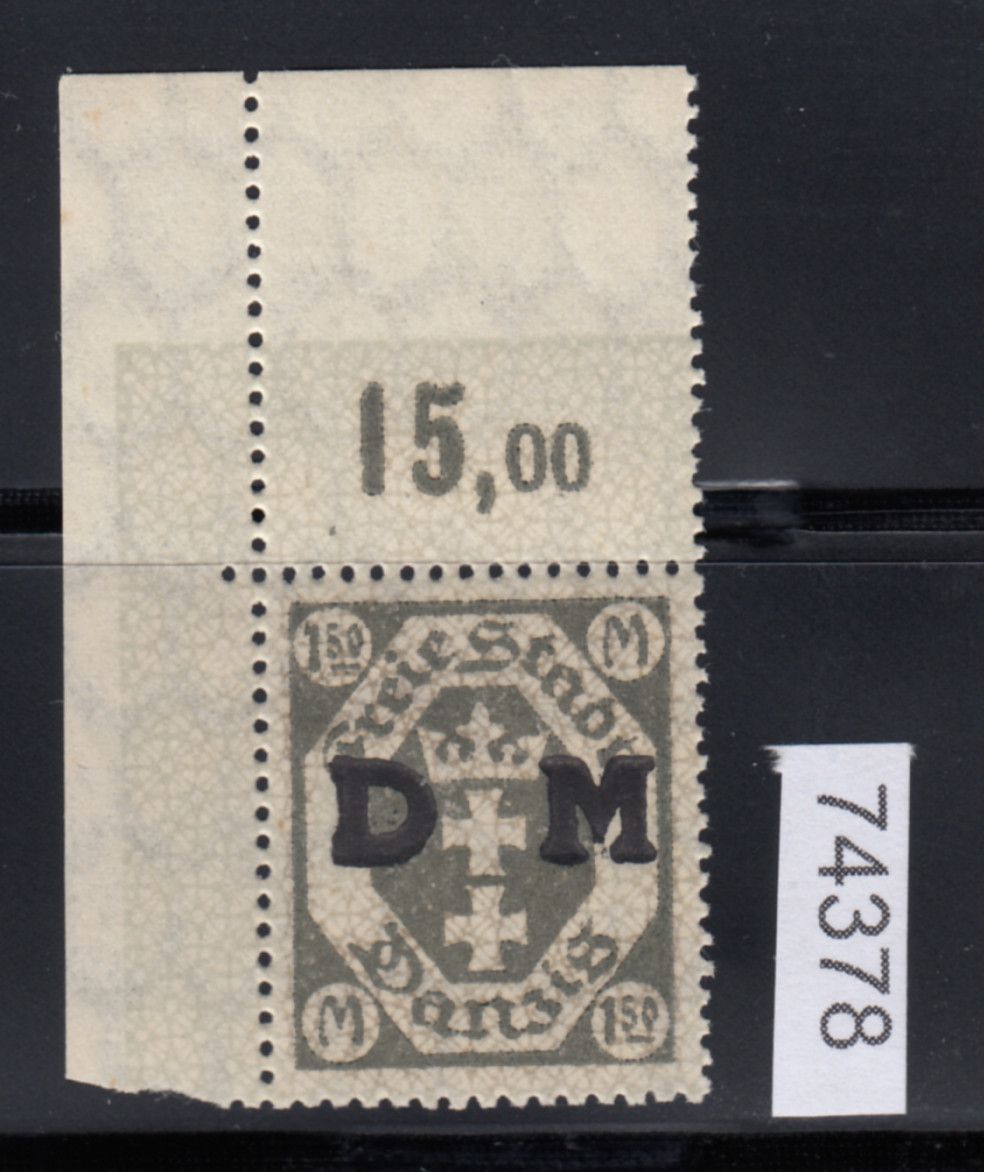 15,00
1 50 M
Freie Stadt
D M
Danzig
M 1 50
74378